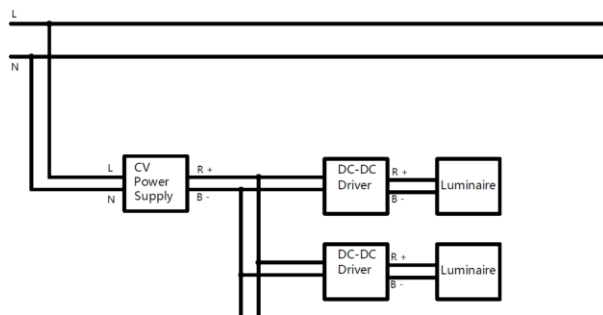 L
N
L
N
CV
Power
Supply
R +
B -
DC-DC
Driver
R +
B -
Luminaire
DC-DC
Driver
R +
B -
Luminaire